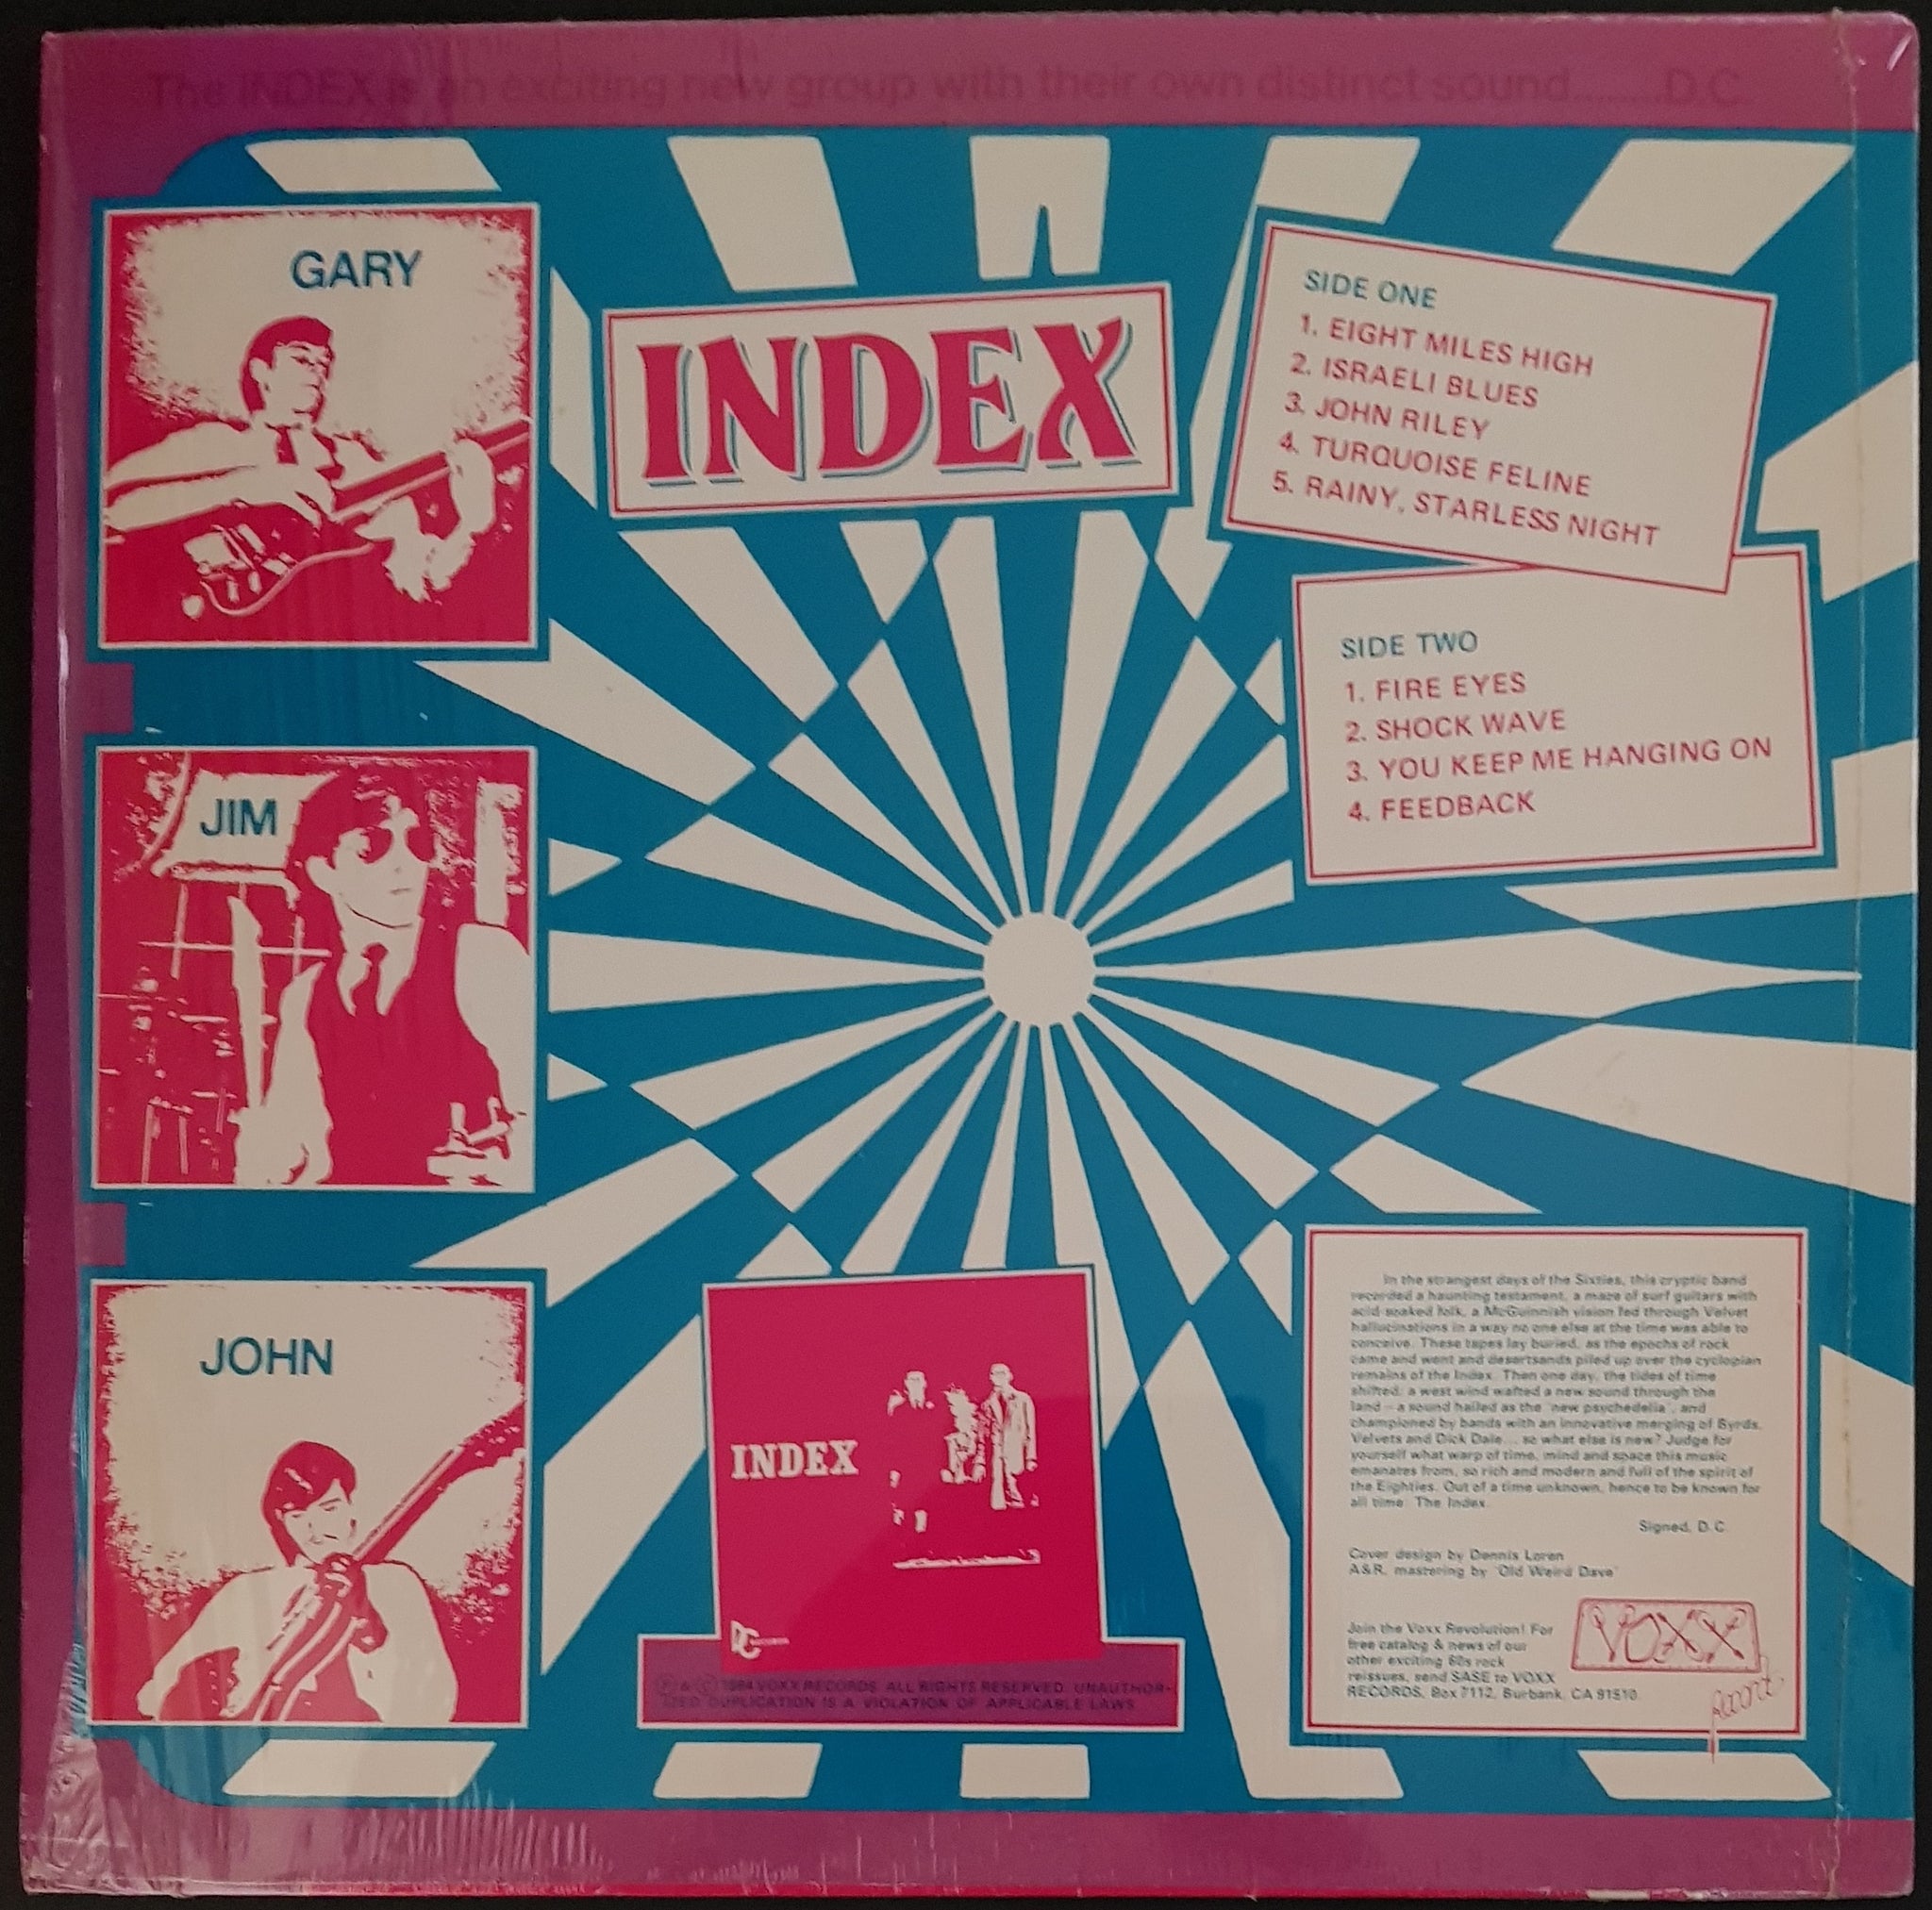 The INDEX is an exciting new group with their own distinct sound........D.C.
GARY
INDEX
SIDE ONE
1. EIGHT MILES HIGH
2. ISRAELI BLUES
3. JOHN RILEY
4. TURQUOISE FELINE
5. RAINY, STARLESS NIGHT
SIDE TWO
1. FIRE EYES
2. SHOCK WAVE
3. YOU KEEP ME HANGING ON
4. FEEDBACK
JIM
JOHN
INDEX
DC
℗ & © 1984 VOXX RECORDS. ALL RIGHTS RESERVED. UNAUTHOR-
IZED DUPLICATION IS A VIOLATION OF APPLICABLE LAWS.
In the strangest days of the Sixties, this cryptic band
recorded a haunting testament, a maze of surf guitars with
acid-soaked folk, a McGuinnish vision fed through Velvet
hallucinations in a way no one else at the time was able to
conceive. These tapes lay buried, as the epochs of rock
came and went and desertsands piled up over the cyclopian
remains of the Index. Then one day, the tides of time
shifted; a west wind wafted a new sound through the
land – a sound hailed as the "new psychedelia", and
championed by bands with an innovative merging of Byrds,
Velvets and Dick Dale... so what else is new? Judge for
yourself what warp of time, mind and space this music
emanates from, so rich and modern and full of the spirit of
the Eighties. Out of a time unknown, hence to be known for
all time: The Index.
Signed, D.C.
Cover design by Dennis Loren
A&R, mastering by "Old Weird Dave"
Join the Voxx Revolution! For
free catalog & news of our
other exciting 60s rock
reissues, send SASE to VOXX
RECORDS, Box 7112, Burbank, CA 91510.
VOXX
Records